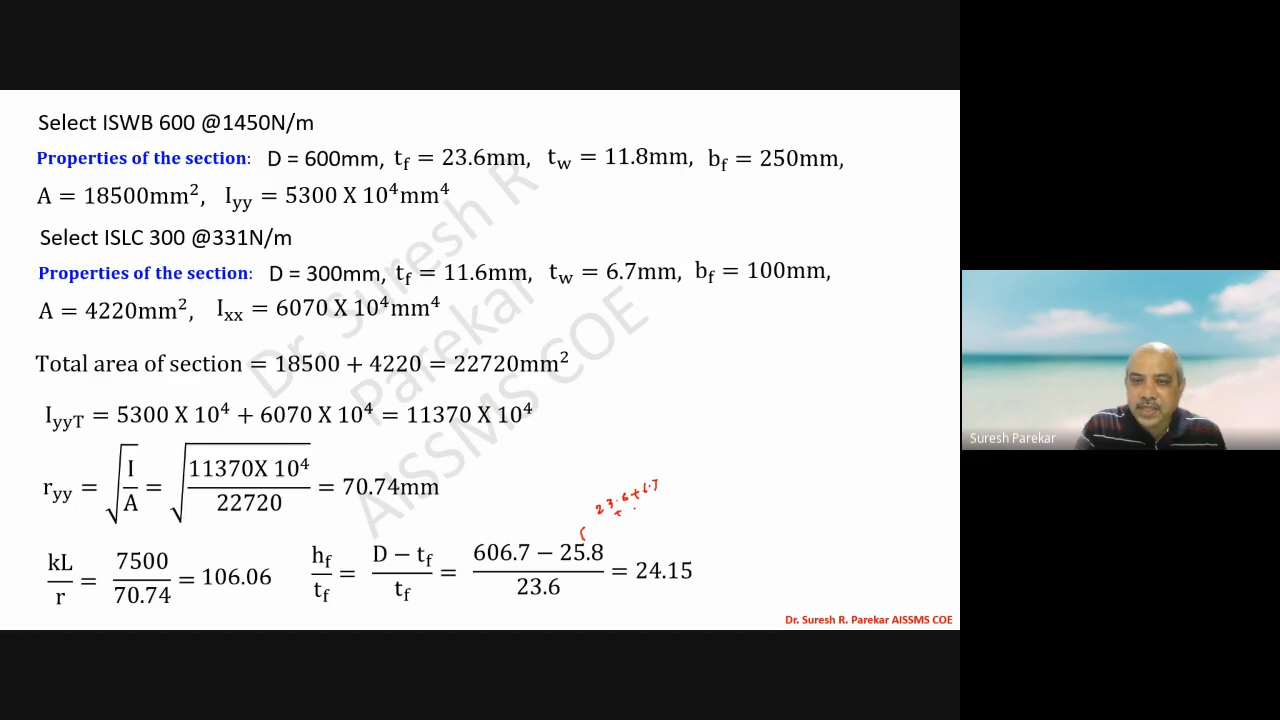 Select ISWB 600 @1450N/m
Properties of the section: D = 600mm, t_f = 23.6mm, t_w = 11.8mm, b_f = 250mm,
A = 18500mm², I_yy = 5300 X 10⁴mm⁴
Select ISLC 300 @331N/m
Properties of the section: D = 300mm, t_f = 11.6mm, t_w = 6.7mm, b_f = 100mm,
A = 4220mm², I_xx = 6070 X 10⁴mm⁴
Total area of section = 18500 + 4220 = 22720mm²
I_yyT = 5300 X 10⁴ + 6070 X 10⁴ = 11370 X 10⁴
r_yy = √(I/A) = √(11370X 10⁴/22720) = 70.74mm
23.6+6.7
+
kL/r = 7500/70.74 = 106.06 h_f/t_f = (D − t_f)/t_f = (606.7 − 25.8)/23.6 = 24.15
Dr. Suresh R. Parekar AISSMS COE
Dr. Suresh R
Parekar
AISSMS COE
Suresh Parekar